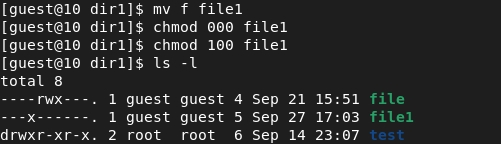 [guest@10 dir1]$ mv f file1
[guest@10 dir1]$ chmod 000 file1
[guest@10 dir1]$ chmod 100 file1
[guest@10 dir1]$ ls -l
total 8
----rwx---. 1 guest guest 4 Sep 21 15:51 file
---x------. 1 guest guest 5 Sep 27 17:03 file1
drwxr-xr-x. 2 root  root  6 Sep 14 23:07 test